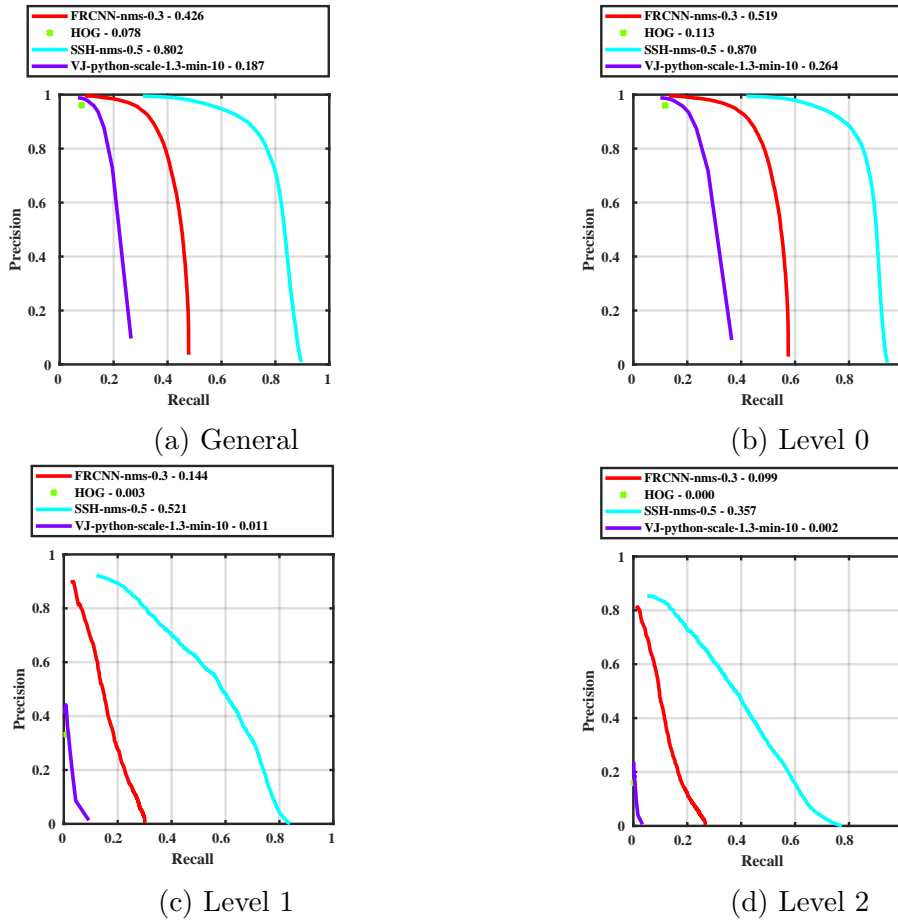 FRCNN-nms-0.3 - 0.426
HOG - 0.078
SSH-nms-0.5 - 0.802
VJ-python-scale-1.3-min-10 - 0.187
1
0.8
0.6
0.4
0.2
0
Precision
0 0.2 0.4 0.6 0.8 1
Recall
(a) General
FRCNN-nms-0.3 - 0.519
HOG - 0.113
SSH-nms-0.5 - 0.870
VJ-python-scale-1.3-min-10 - 0.264
1
0.8
0.6
0.4
0.2
0
Precision
0 0.2 0.4 0.6 0.8
Recall
(b) Level 0
FRCNN-nms-0.3 - 0.144
HOG - 0.003
SSH-nms-0.5 - 0.521
VJ-python-scale-1.3-min-10 - 0.011
1
0.8
0.6
0.4
0.2
0
Precision
0 0.2 0.4 0.6 0.8 1
Recall
(c) Level 1
FRCNN-nms-0.3 - 0.099
HOG - 0.000
SSH-nms-0.5 - 0.357
VJ-python-scale-1.3-min-10 - 0.002
1
0.8
0.6
0.4
0.2
0
Precision
0 0.2 0.4 0.6 0.8
Recall
(d) Level 2